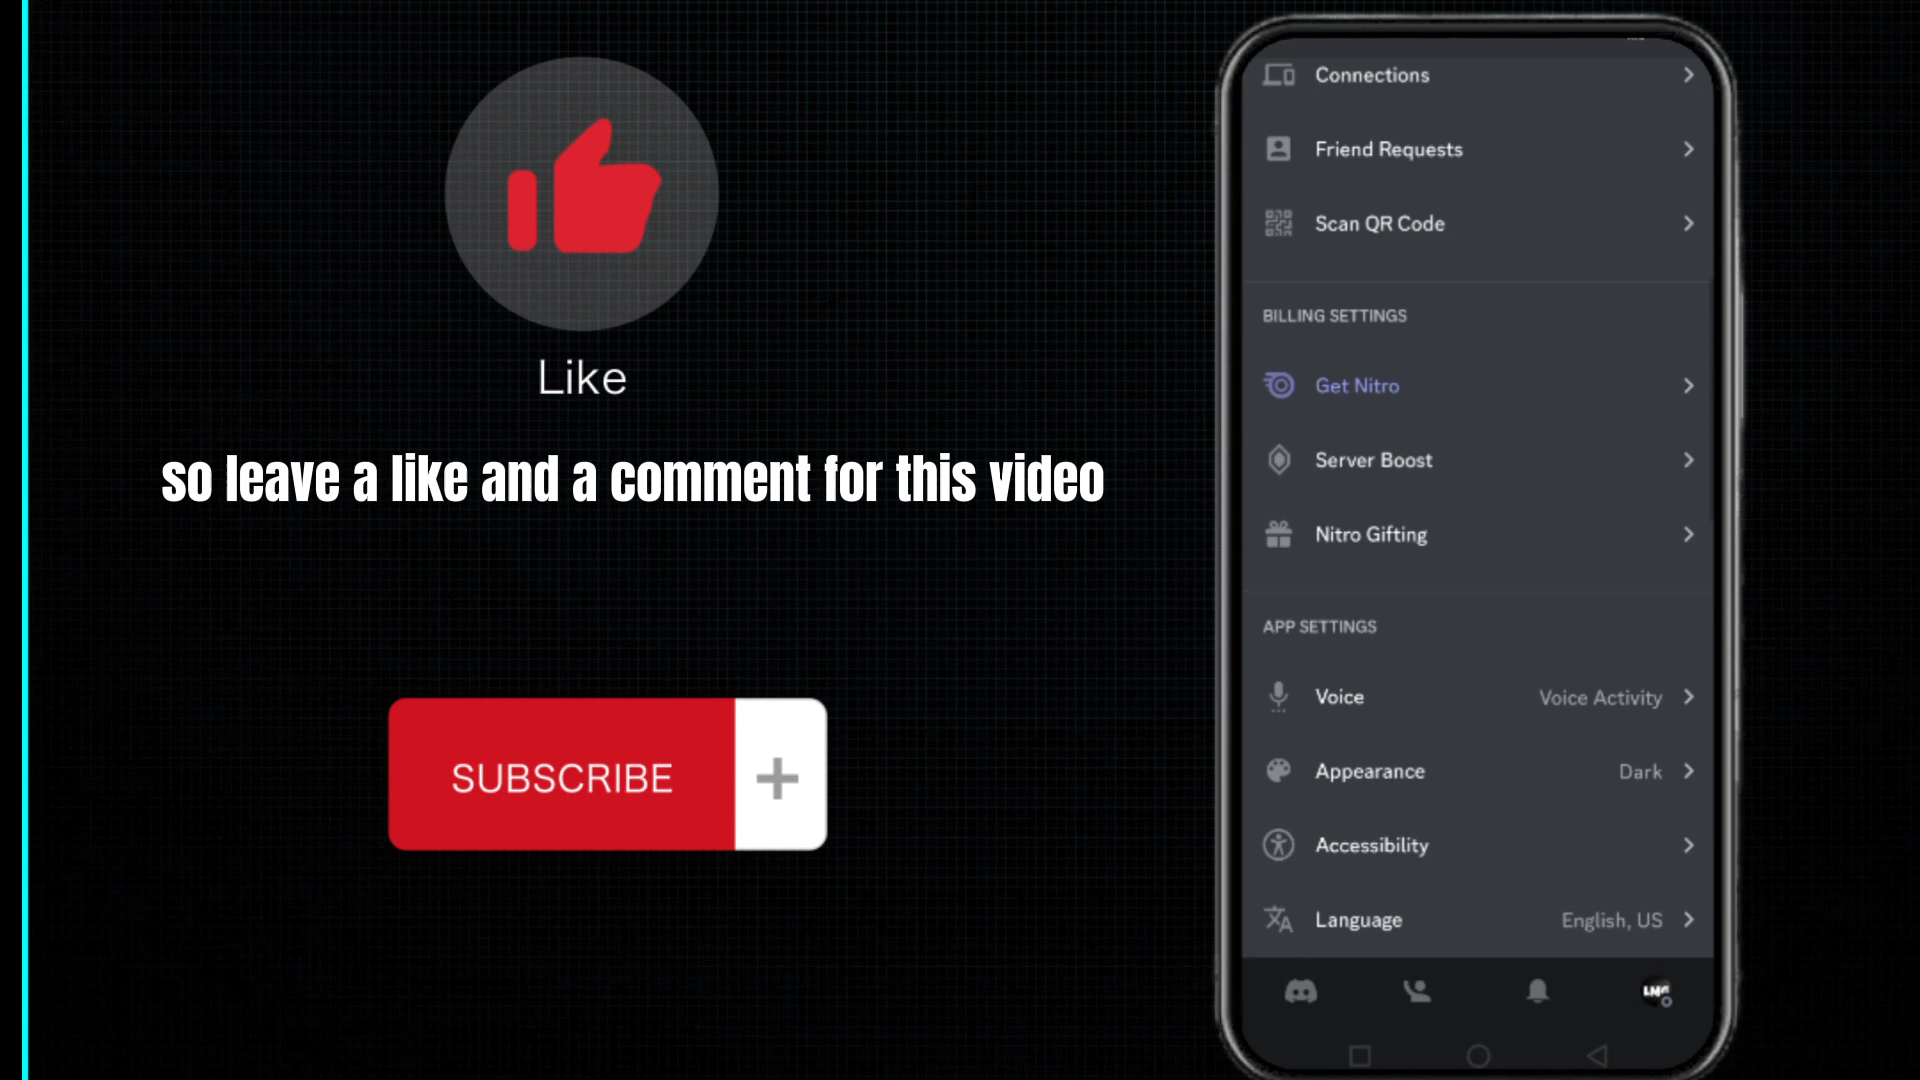 Like
so leave a like and a comment for this video
SUBSCRIBE +
Connections
Friend Requests
Scan QR Code
BILLING SETTINGS
Get Nitro
Server Boost
Nitro Gifting
APP SETTINGS
Voice Voice Activity
Appearance Dark
Accessibility
Language English, US
LNG